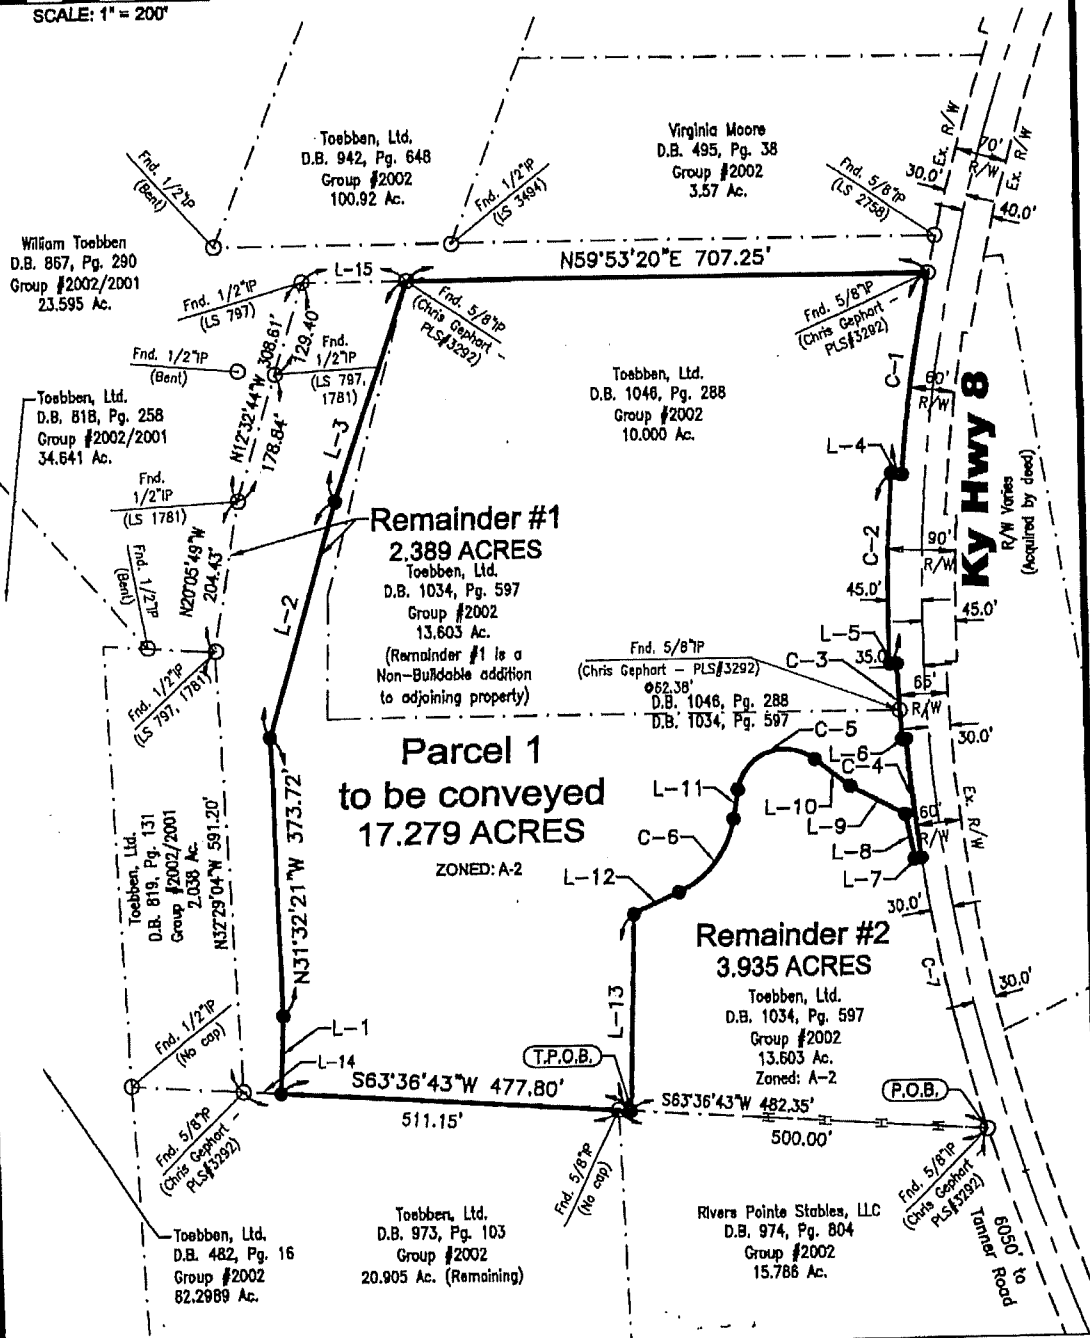 SCALE: 1" = 200'
Toebben, Ltd.
D.B. 942, Pg. 648
Group #2002
100.92 Ac.
Virginia Moore
D.B. 495, Pg. 38
Group #2002
3.57 Ac.
Ex. R/W
Ex. R/W
70'
R/W
30.0'
40.0'
Fnd. 1/2"IP
(Bent)
Fnd. 1/2"IP
(LS 3494)
Fnd. 5/8"IP
(LS 2758)
William Toebben
D.B. 867, Pg. 290
Group #2002/2001
23.595 Ac.
L-15
N59°53'20"E 707.25'
Fnd. 1/2"IP
(LS 797)
Fnd. 5/8"IP
(Chris Gephart -
PLS#3292)
Fnd. 5/8"IP
(Chris Gephart -
PLS#3292)
N12°32'44"W 308.61'
129.40'
178.84'
Fnd.
1/2"IP
(LS 797,
1781)
Fnd. 1/2"IP
(Bent)
Toebben, Ltd.
D.B. 818, Pg. 258
Group #2002/2001
34.641 Ac.
Toebben, Ltd.
D.B. 1046, Pg. 288
Group #2002
10.000 Ac.
C-1
60'
R/W
Ky Hwy 8
R/W Varies
(Acquired by deed)
L-3
L-4
Fnd.
1/2"IP
(LS 1781)
Remainder #1
2.389 ACRES
Toebben, Ltd.
D.B. 1034, Pg. 597
Group #2002
13.603 Ac.
(Remainder #1 is a
Non-Buildable addition
to adjoining property)
C-2
90'
R/W
45.0'
45.0'
Fnd 1/2"IP
(Bent)
N20°05'49"W
204.43'
L-2
L-5
35.0'
C-3
Fnd. 5/8"IP
(Chris Gephart - PLS#3292)
@62.38'
D.B. 1046, Pg. 288
D.B. 1034, Pg. 597
65'
R/W
30.0'
Fnd. 1/2"IP
(LS 797, 1781)
Parcel 1
to be conveyed
17.279 ACRES
ZONED: A-2
C-5
L-6
C-4
L-11
L-10
L-9
C-6
L-8
60'
R/W
Ex. R/W
L-7
L-12
30.0'
Toebben, Ltd.
D.B. 819, Pg. 131
Group #2002/2001
2.038 Ac.
N32°29'04"W 591.20'
N31°32'21"W 373.72'
Remainder #2
3.935 ACRES
Toebben, Ltd.
D.B. 1034, Pg. 597
Group #2002
13.603 Ac.
Zoned: A-2
C-7
30.0'
L-13
L-1
L-14
Fnd. 1/2"IP
(No cap)
T.P.O.B.
P.O.B.
S63°36'43"W 477.80'
511.15'
S63°36'43"W 482.35'
500.00'
Fnd. 5/8"IP
(Chris Gephart
PLS#3292)
Fnd. 5/8"IP
(No cap)
Fnd. 5/8"IP
(Chris Gephart
PLS#3292)
6050' to
Tanner Road
Toebben, Ltd.
D.B. 482, Pg. 16
Group #2002
82.2989 Ac.
Toebben, Ltd.
D.B. 973, Pg. 103
Group #2002
20.905 Ac. (Remaining)
Rivers Pointe Stables, LLC
D.B. 974, Pg. 804
Group #2002
15.786 Ac.